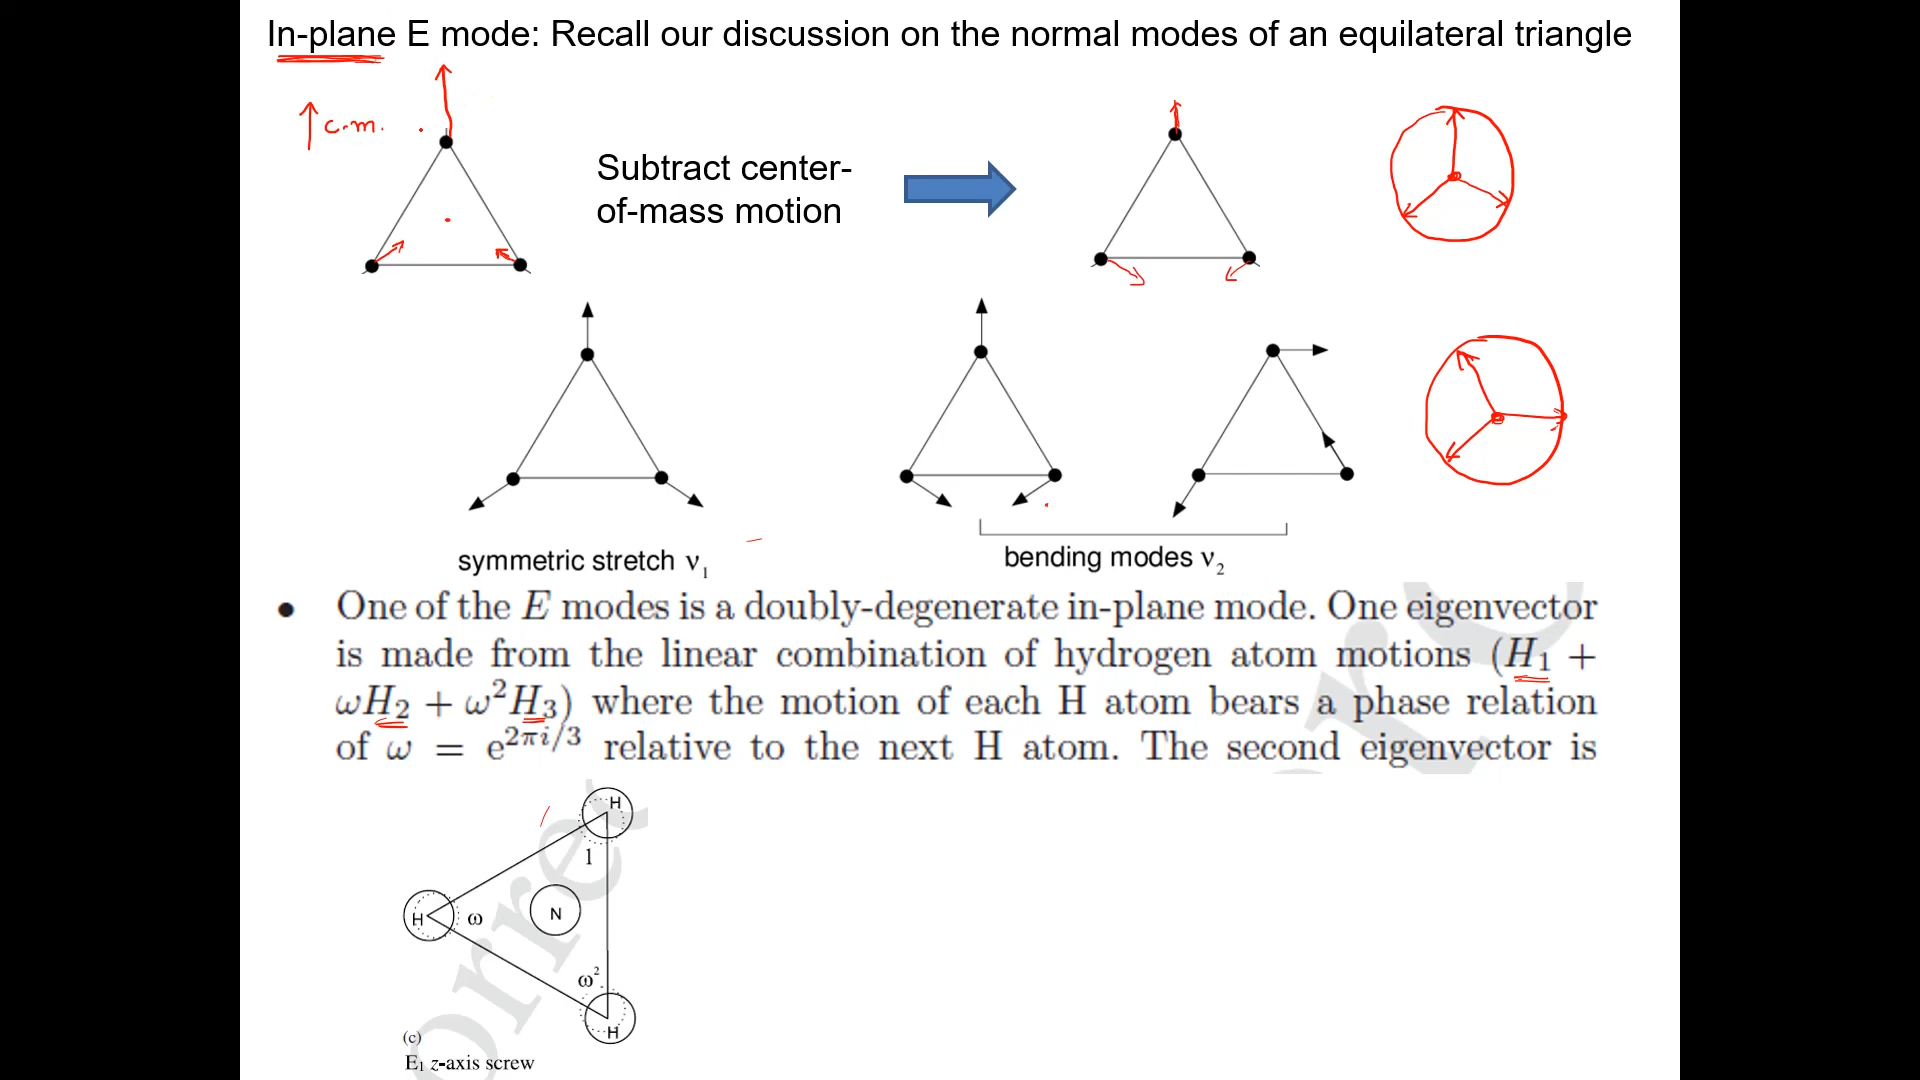 In-plane E mode: Recall our discussion on the normal modes of an equilateral triangle
c.m.
Subtract center-
of-mass motion
symmetric stretch ν₁
bending modes ν₂
• One of the E modes is a doubly-degenerate in-plane mode. One eigenvector
is made from the linear combination of hydrogen atom motions (H₁ +
ωH₂ + ω²H₃) where the motion of each H atom bears a phase relation
of ω = e^{2πi/3} relative to the next H atom. The second eigenvector is
H
1
H
ω
N
ω²
H
(c)
E₁ z-axis screw